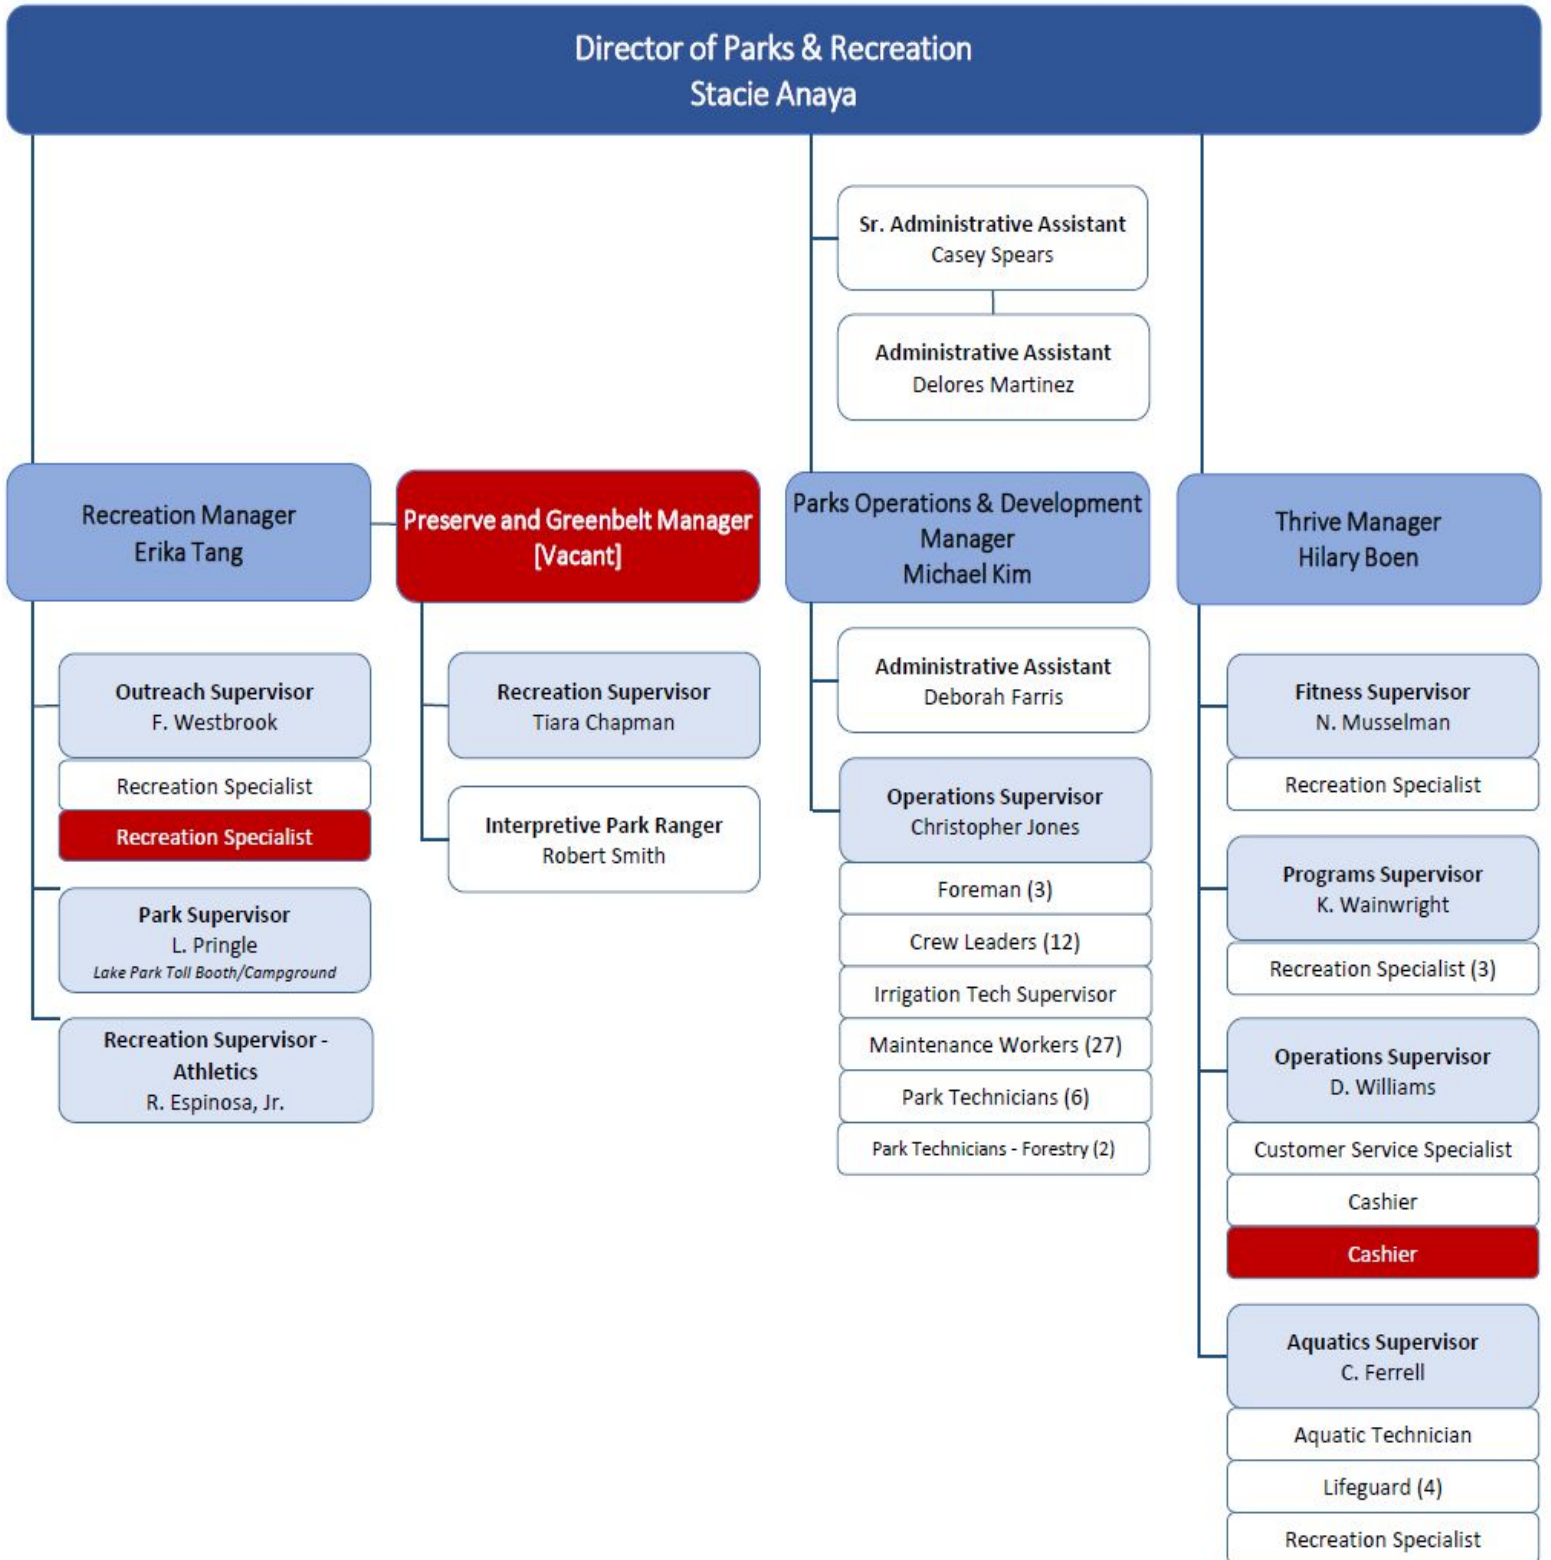 Director of Parks & Recreation
Stacie Anaya
Sr. Administrative Assistant
Casey Spears
Administrative Assistant
Delores Martinez
Recreation Manager
Erika Tang
Outreach Supervisor
F. Westbrook
Recreation Specialist
Recreation Specialist
Park Supervisor
L. Pringle
Lake Park Toll Booth/Campground
Recreation Supervisor -
Athletics
R. Espinosa, Jr.
Preserve and Greenbelt Manager
[Vacant]
Recreation Supervisor
Tiara Chapman
Interpretive Park Ranger
Robert Smith
Parks Operations & Development
Manager
Michael Kim
Administrative Assistant
Deborah Farris
Operations Supervisor
Christopher Jones
Foreman (3)
Crew Leaders (12)
Irrigation Tech Supervisor
Maintenance Workers (27)
Park Technicians (6)
Park Technicians - Forestry (2)
Thrive Manager
Hilary Boen
Fitness Supervisor
N. Musselman
Recreation Specialist
Programs Supervisor
K. Wainwright
Recreation Specialist (3)
Operations Supervisor
D. Williams
Customer Service Specialist
Cashier
Cashier
Aquatics Supervisor
C. Ferrell
Aquatic Technician
Lifeguard (4)
Recreation Specialist